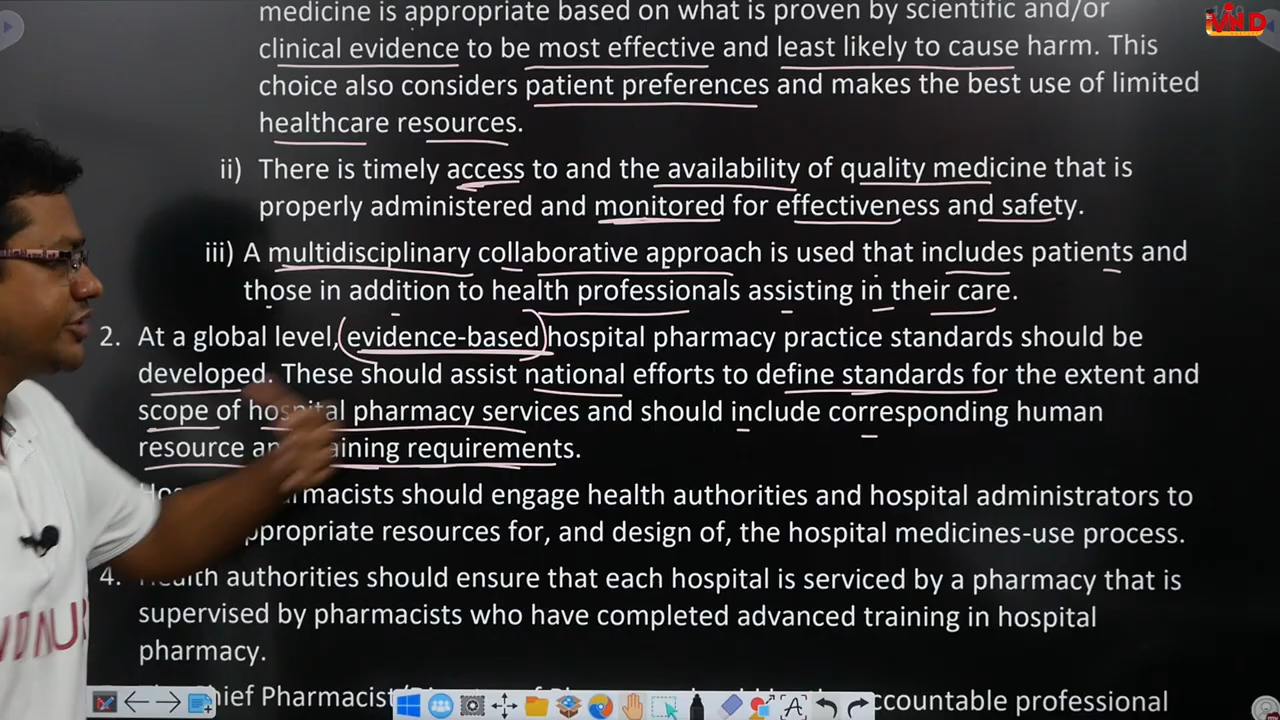 medicine is appropriate based on what is proven by scientific and/or
clinical evidence to be most effective and least likely to cause harm. This
choice also considers patient preferences and makes the best use of limited
healthcare resources.
ii) There is timely access to and the availability of quality medicine that is
properly administered and monitored for effectiveness and safety.
iii) A multidisciplinary collaborative approach is used that includes patients and
those in addition to health professionals assisting in their care.
2. At a global level, evidence-based hospital pharmacy practice standards should be
developed. These should assist national efforts to define standards for the extent and
scope of hospital pharmacy services and should include corresponding human
resource and training requirements.
should engage health authorities and hospital administrators to
resources for, and design of, the hospital medicines-use process.
4. Health authorities should ensure that each hospital is serviced by a pharmacy that is
supervised by pharmacists who have completed advanced training in hospital
pharmacy.
Chief Pharmacist
accountable professional